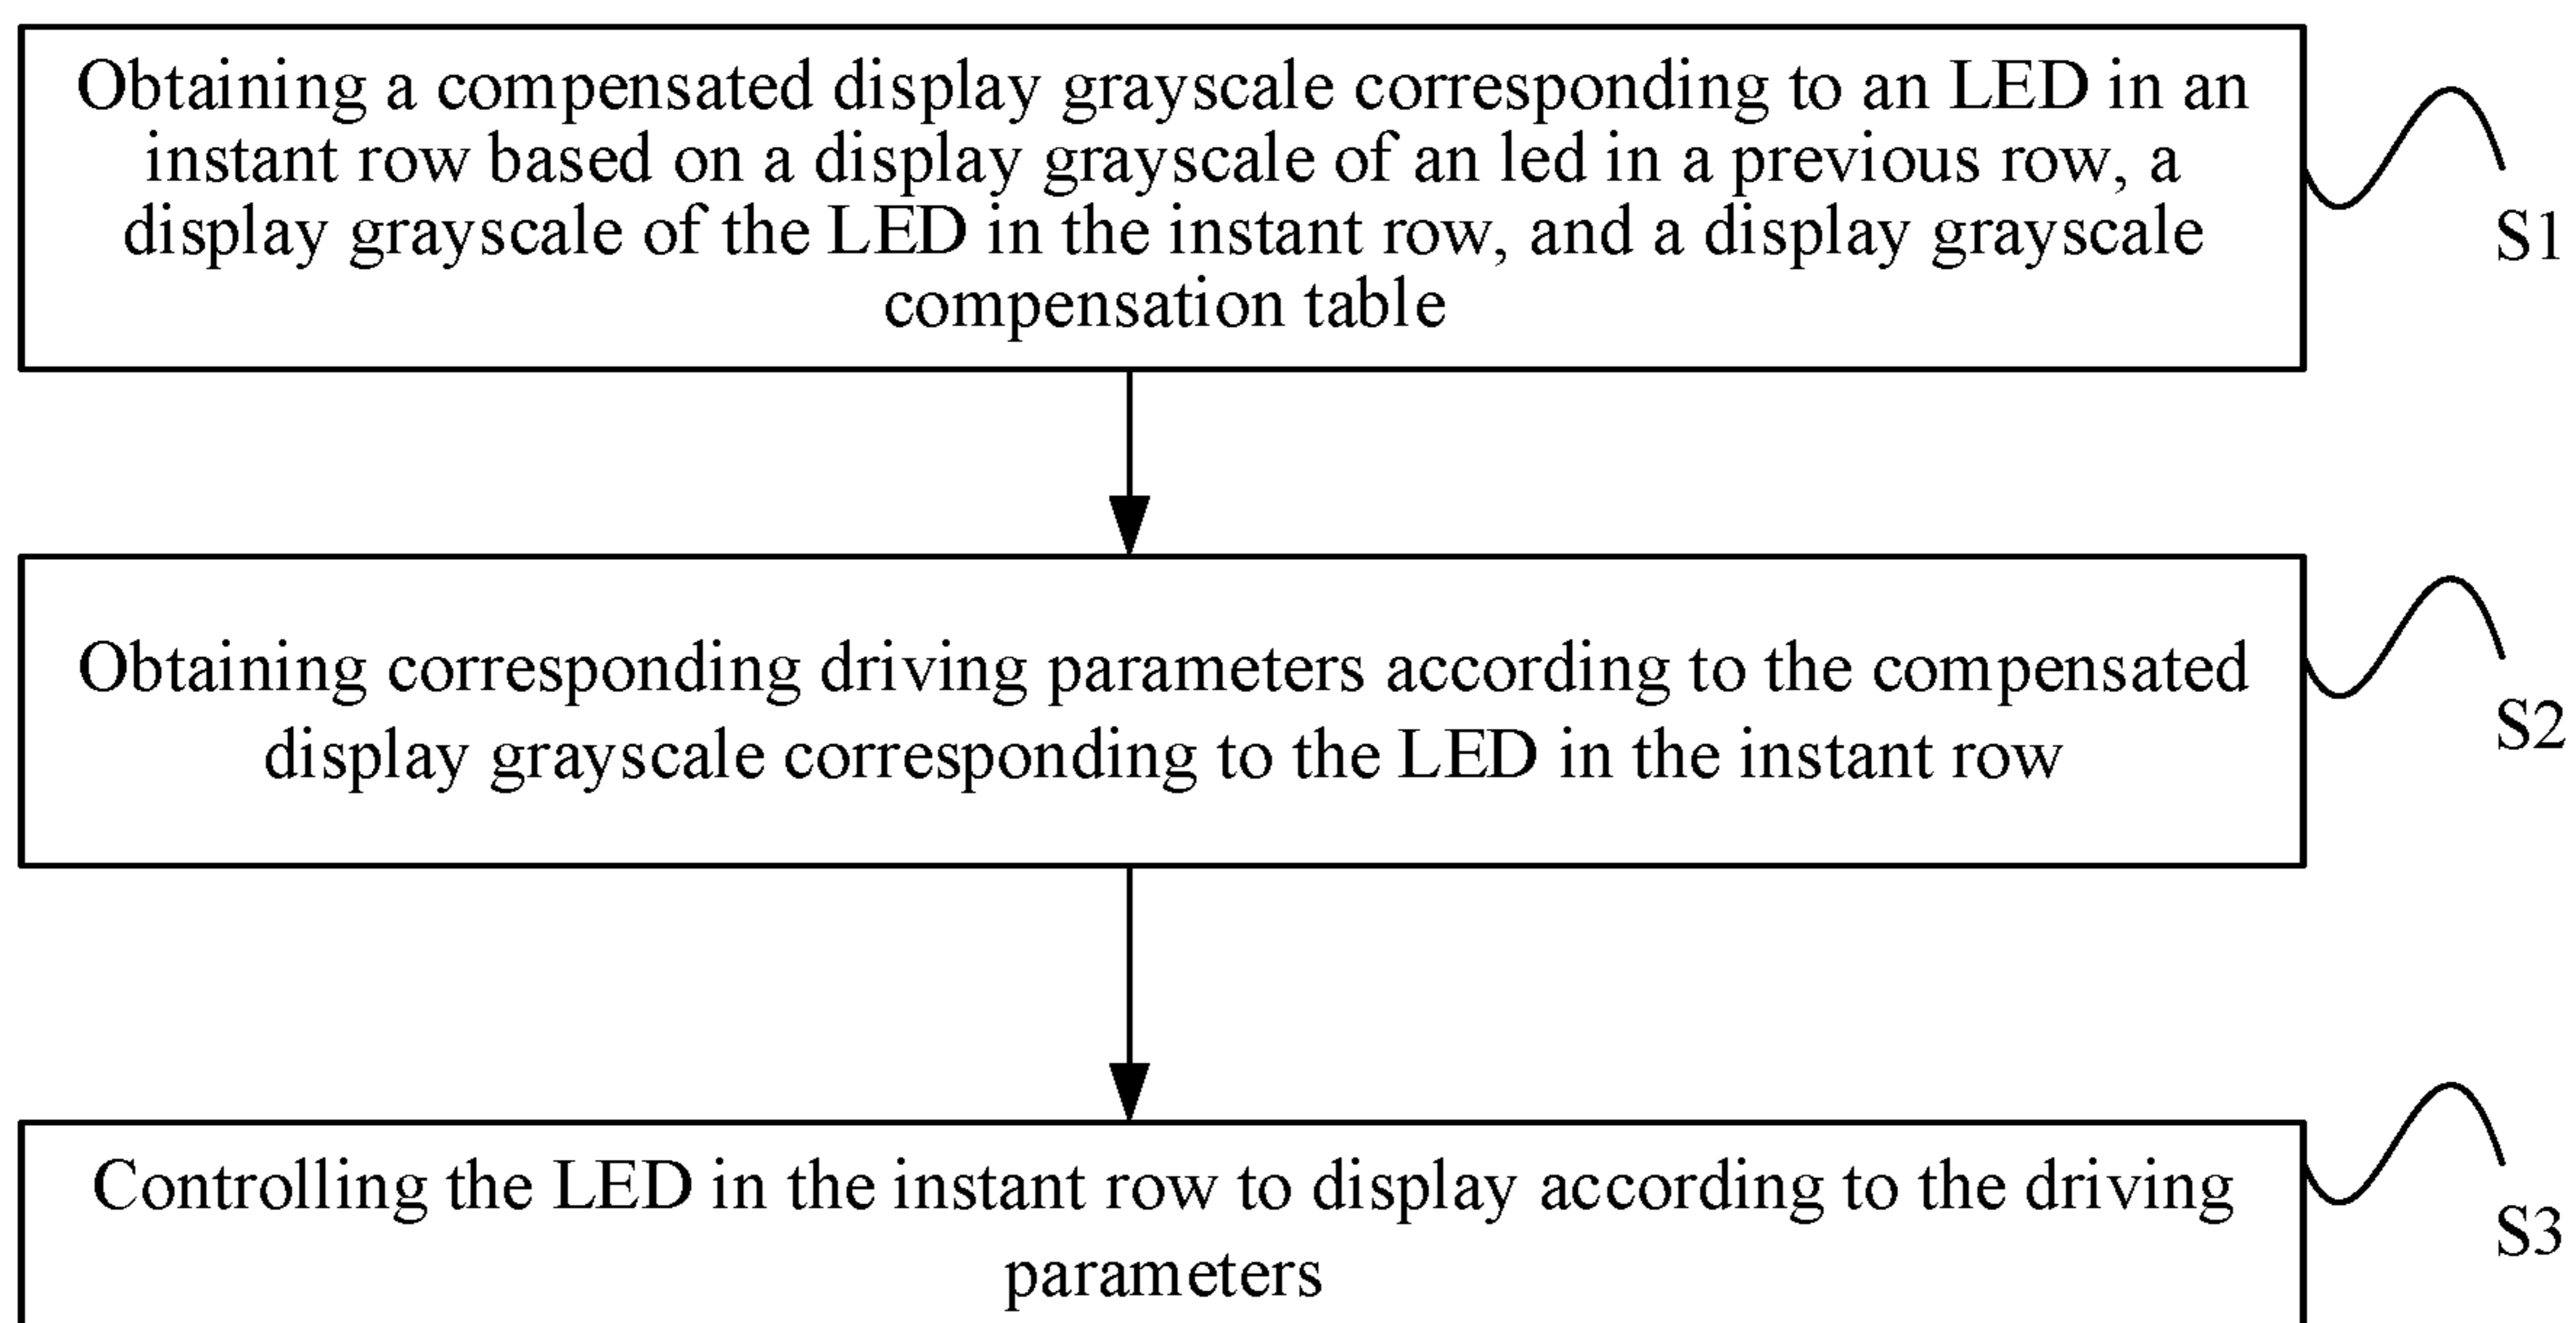 Obtaining a compensated display grayscale corresponding to an LED in an
instant row based on a display grayscale of an led in a previous row, a
display grayscale of the LED in the instant row, and a display grayscale
compensation table
S1
Obtaining corresponding driving parameters according to the compensated
display grayscale corresponding to the LED in the instant row
S2
Controlling the LED in the instant row to display according to the driving
parameters
S3